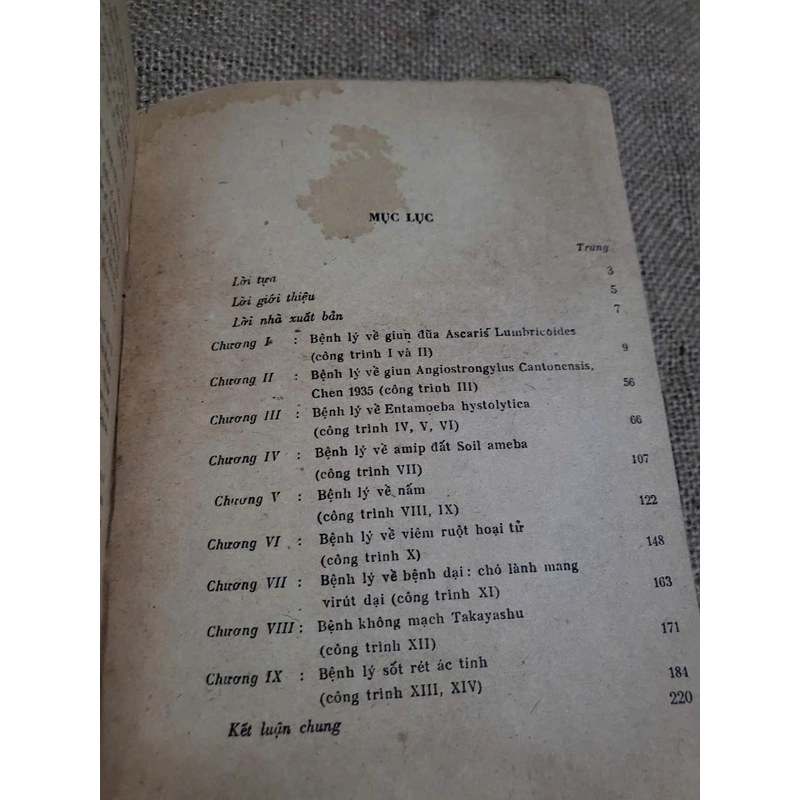 MỤC LỤC
Trang
Lời tựa 3
Lời giới thiệu 5
Lời nhà xuất bản 7
Chương I : Bệnh lý về giun đũa Ascaris Lumbricoides
(công trình I và II) 9
Chương II : Bệnh lý về giun Angiostrongylus Cantonensis,
Chen 1935 (công trình III) 56
Chương III : Bệnh lý về Entamoeba hystolytica
(công trình IV, V, VI) 66
Chương IV : Bệnh lý về amip đất Soil ameba
(công trình VII) 107
Chương V : Bệnh lý về nấm
(công trình VIII, IX) 122
Chương VI : Bệnh lý về viêm ruột hoại tử
(công trình X) 148
Chương VII : Bệnh lý về bệnh dại : chó lành mang
virút dại (công trình XI) 163
Chương VIII : Bệnh không mạch Takayashu
(công trình XII) 171
Chương IX : Bệnh lý sốt rét ác tính
(công trình XIII, XIV) 184
Kết luận chung 220